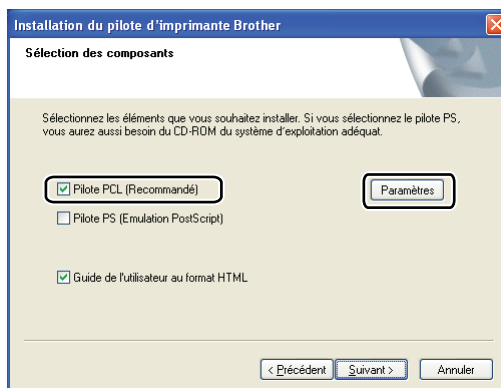 Installation du pilote d'imprimante Brother
Sélection des composants
Sélectionnez les éléments que vous souhaitez installer. Si vous sélectionnez le pilote PS,
vous aurez aussi besoin du CD-ROM du système d'exploitation adéquat.
Pilote PCL (Recommandé)
Paramètres
Pilote PS (Emulation PostScript)
Guide de l'utilisateur au format HTML
< Précédent
Suivant >
Annuler